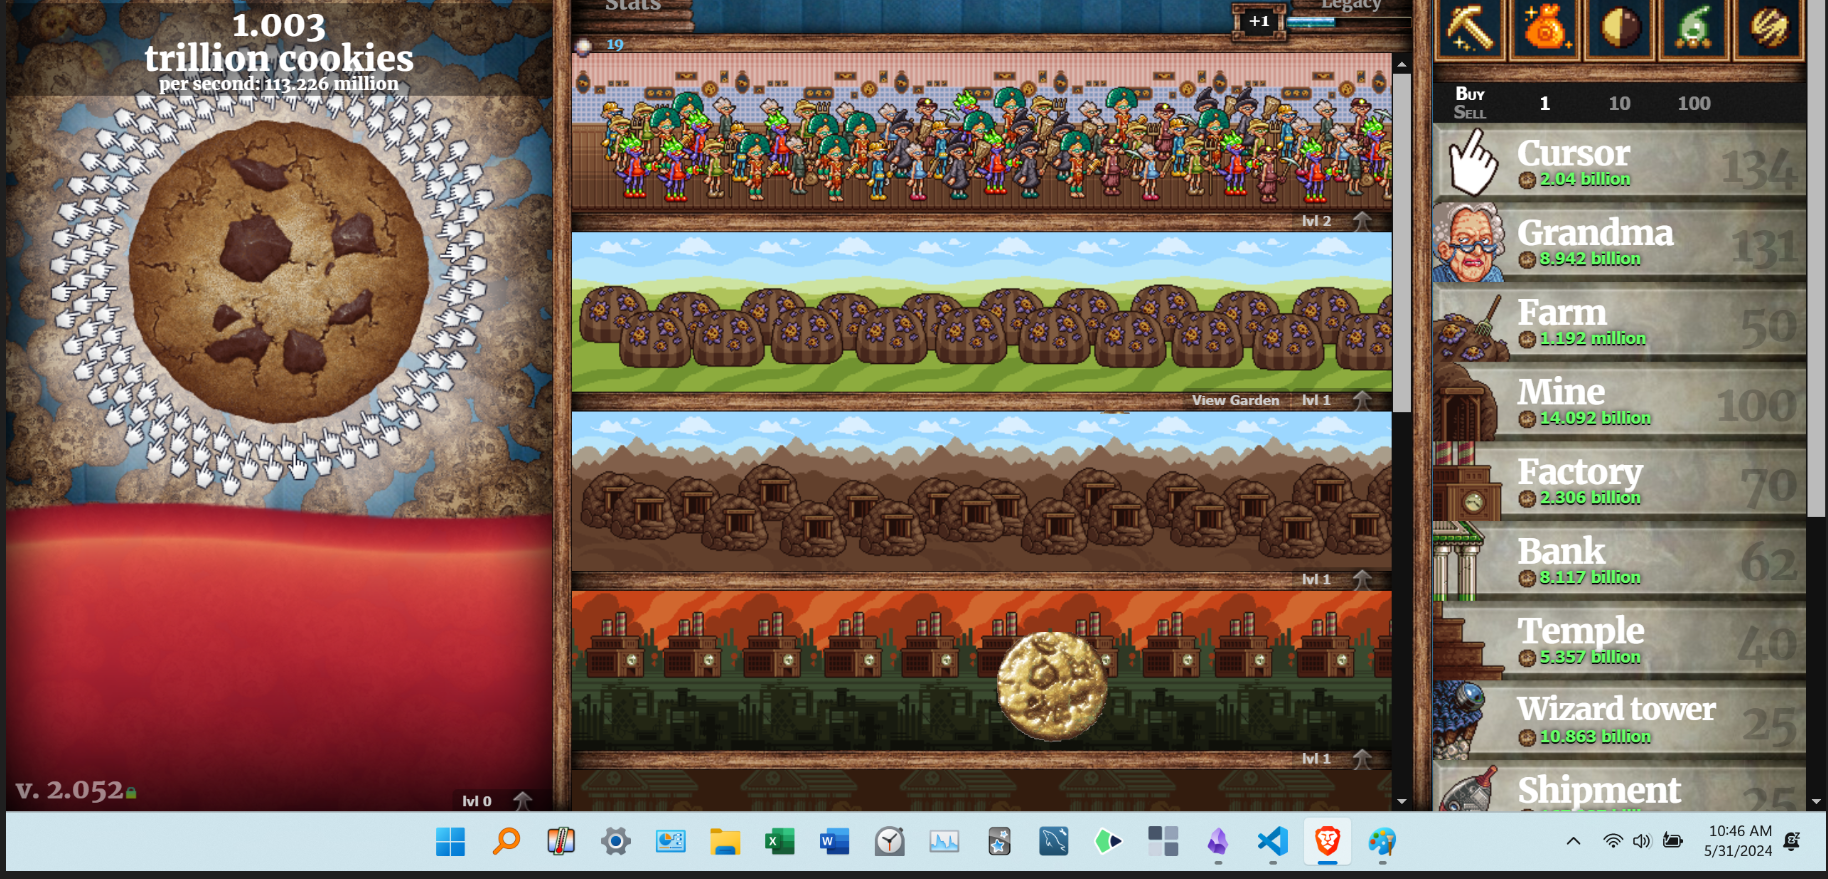 1.003
trillion cookies
per second: 113.226 million
v. 2.052
lvl 0
Stats
+1
Legacy
19
lvl 2
View Garden
lvl 1
lvl 1
lvl 1
Buy
Sell
1
10
100
Cursor
2.04 billion
134
Grandma
8.942 billion
131
Farm
1.192 million
50
Mine
14.092 billion
100
Factory
2.306 billion
70
Bank
8.117 billion
62
Temple
5.357 billion
40
Wizard tower
10.863 billion
25
Shipment
25
10:46 AM
5/31/2024